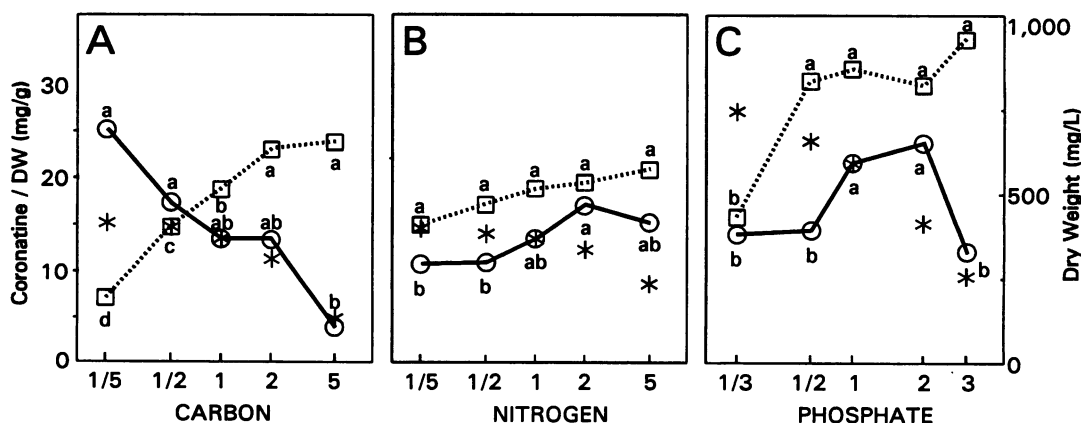 A
B
C
Coronatine / DW (mg/g)
30
20
10
0
1,000
500
0
Dry Weight (mg/L)
a
a
ab
ab
b
d
c
b
a
a
1/5
1/2
1
2
5
CARBON
a
a
a
a
a
b
b
ab
a
ab
1/5
1/2
1
2
5
NITROGEN
b
a
a
a
a
b
b
a
a
b
1/3
1/2
1
2
3
PHOSPHATE